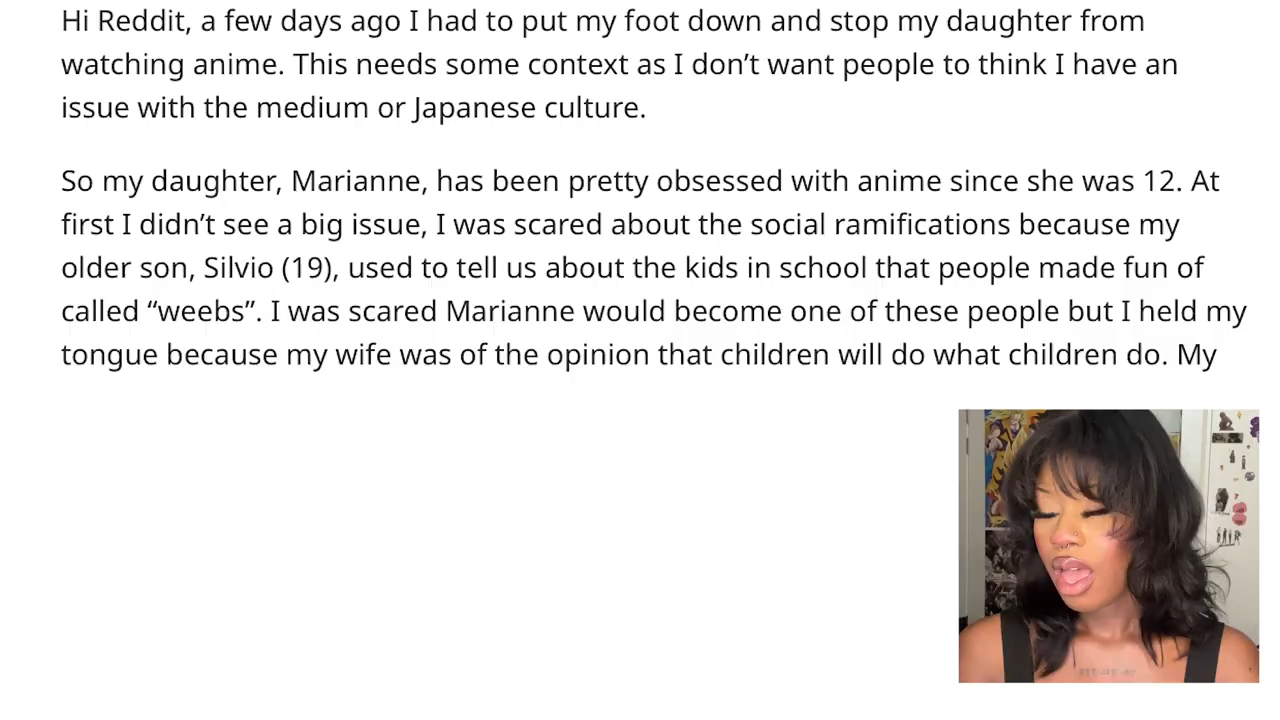 Hi Reddit, a few days ago I had to put my foot down and stop my daughter from
watching anime. This needs some context as I don’t want people to think I have an
issue with the medium or Japanese culture.
So my daughter, Marianne, has been pretty obsessed with anime since she was 12. At
first I didn’t see a big issue, I was scared about the social ramifications because my
older son, Silvio (19), used to tell us about the kids in school that people made fun of
called “weebs”. I was scared Marianne would become one of these people but I held my
tongue because my wife was of the opinion that children will do what children do. My